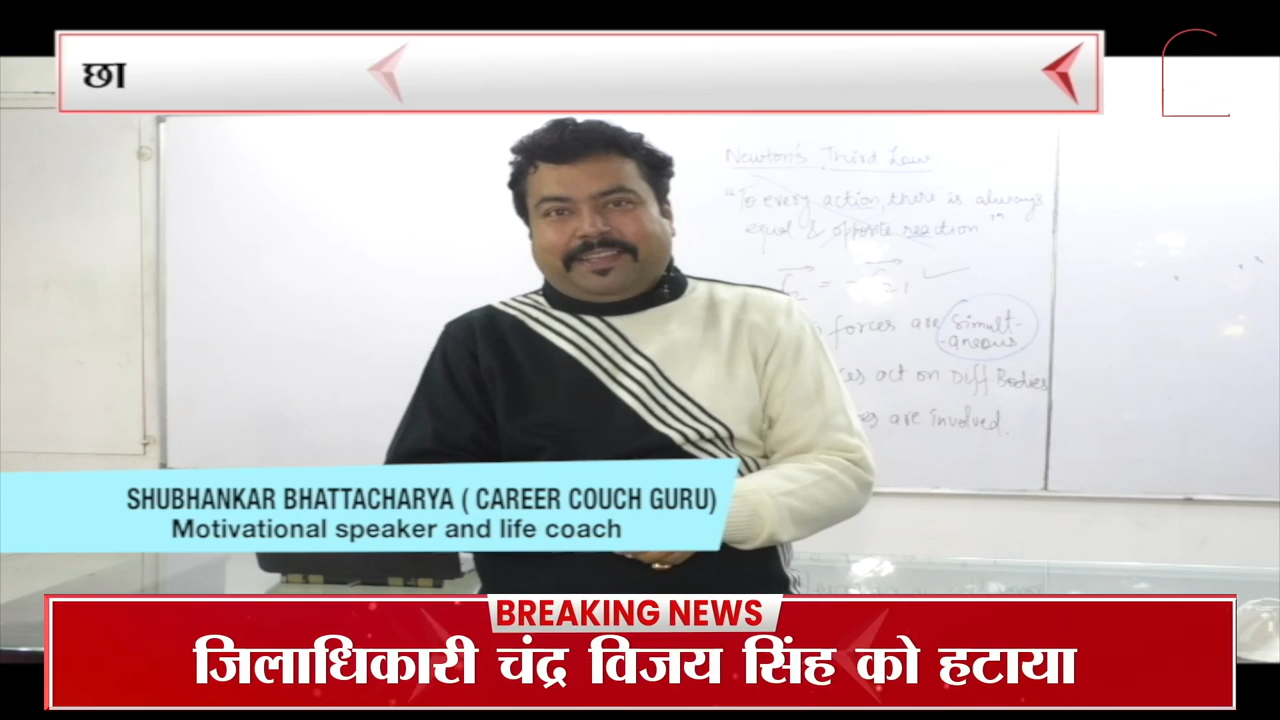 छा
Newton's Third Law
"To every action, there is always
equal & opposite reaction"
= - F21
forces are Simult-
-aneous
act on Diff Bodies
are involved.
SHUBHANKAR BHATTACHARYA ( CAREER COUCH GURU)
Motivational speaker and life coach
BREAKING NEWS
जिलाधिकारी चंद्र विजय सिंह को हटाया